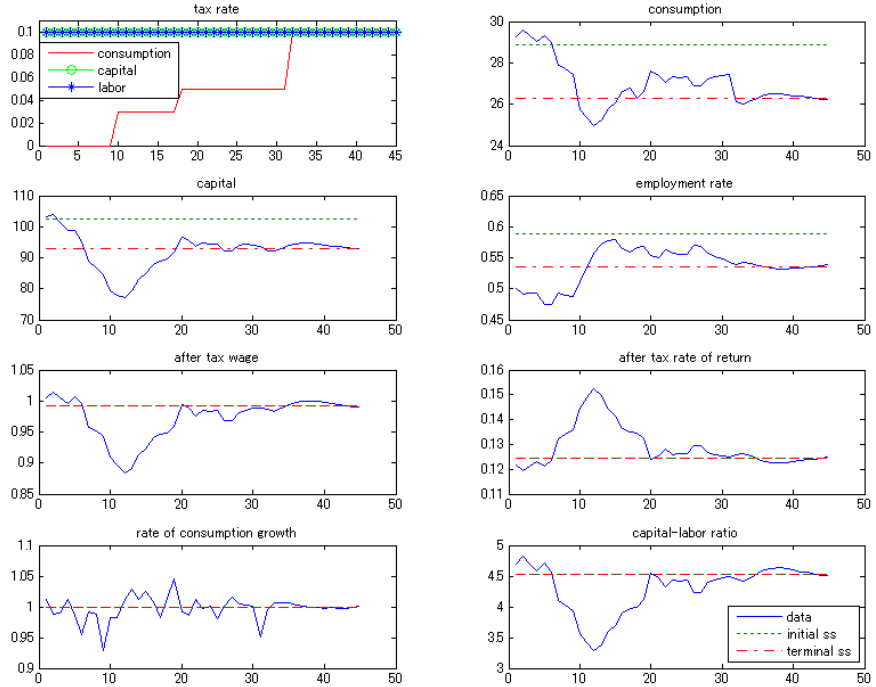 tax rate
0.1
0.08
0.06
0.04
0.02
0
consumption
capital
labor
0 5 10 15 20 25 30 35 40 45
consumption
30
28
26
24
0 10 20 30 40 50
capital
110
100
90
80
70
0 10 20 30 40 50
employment rate
0.65
0.6
0.55
0.5
0.45
0 10 20 30 40 50
after tax wage
1.05
1
0.95
0.9
0.85
0 10 20 30 40 50
after tax rate of return
0.16
0.15
0.14
0.13
0.12
0.11
0 10 20 30 40 50
rate of consumption growth
1.1
1.05
1
0.95
0.9
0 10 20 30 40 50
capital-labor ratio
5
4.5
4
3.5
3
data
initial ss
terminal ss
0 10 20 30 40 50